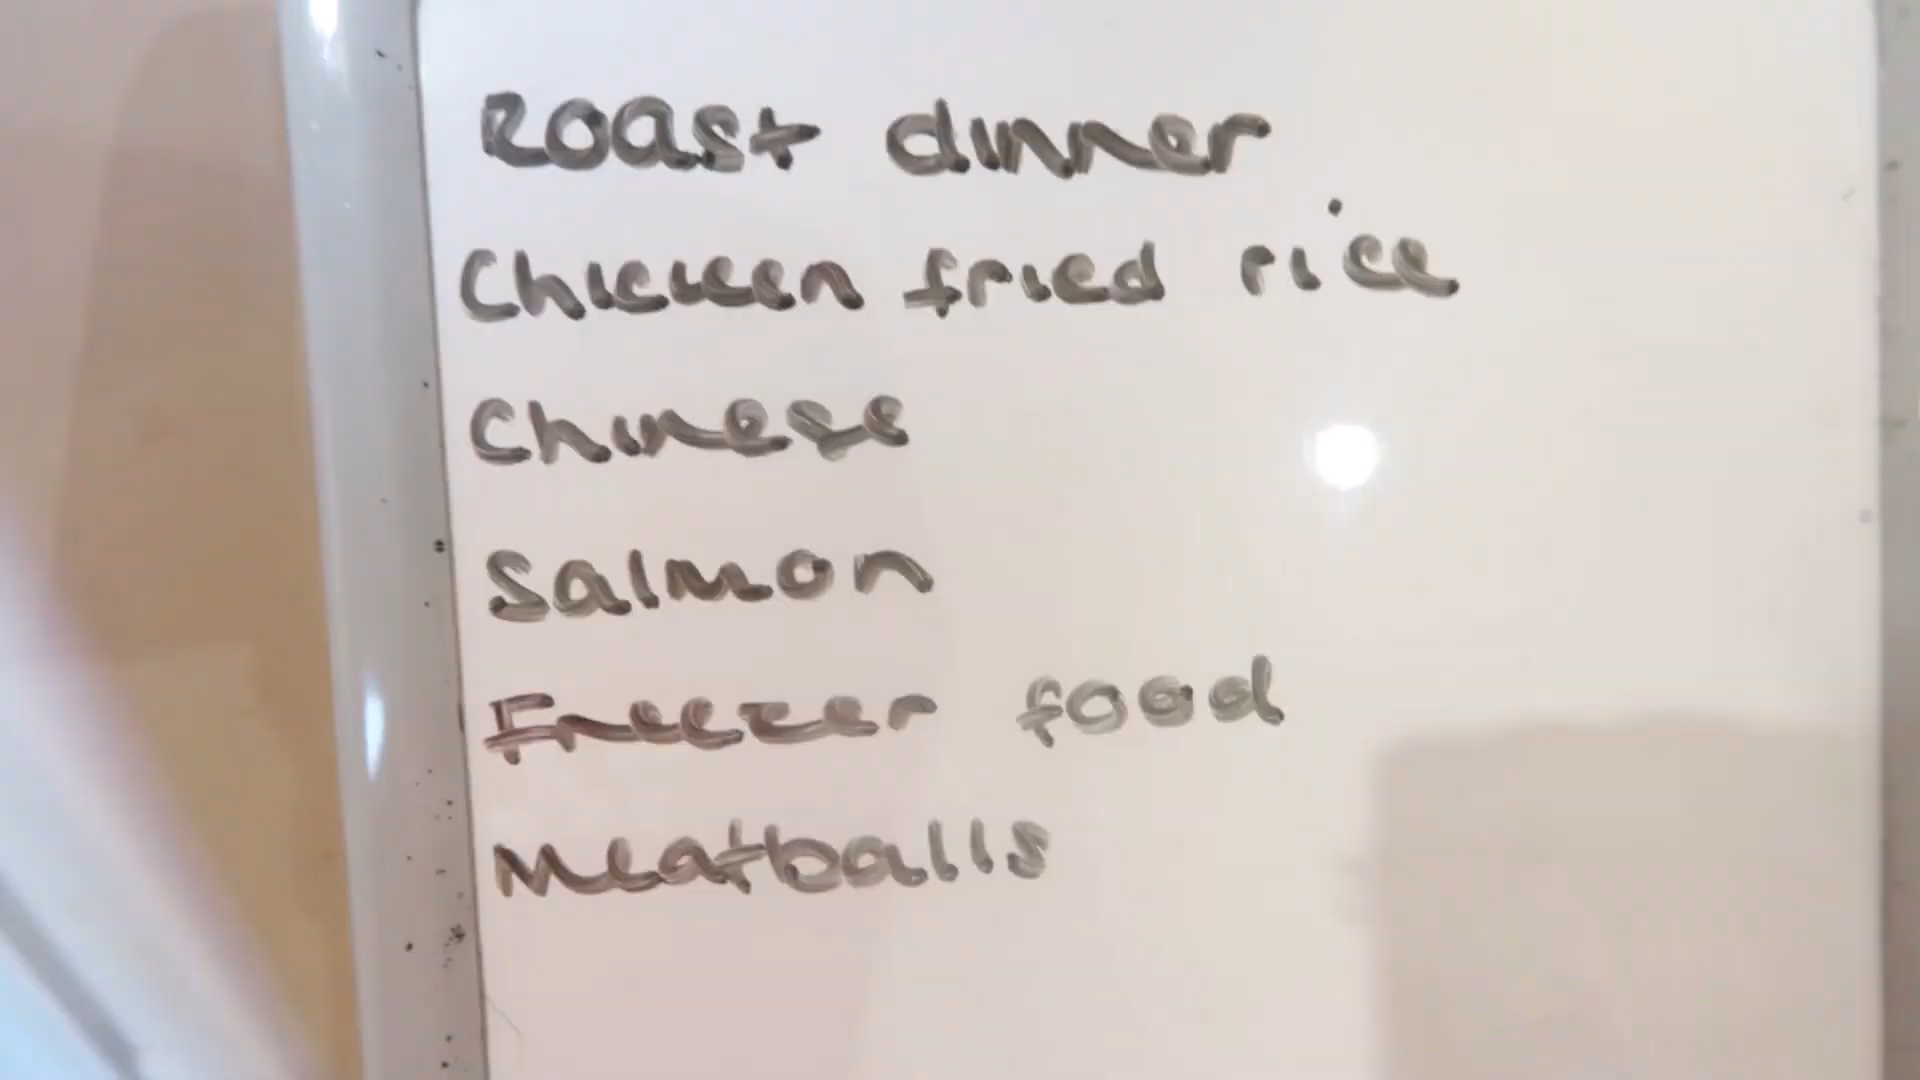 Roast dinner
Chicken fried rice
Chinese
Salmon
Freezer food
Meatballs